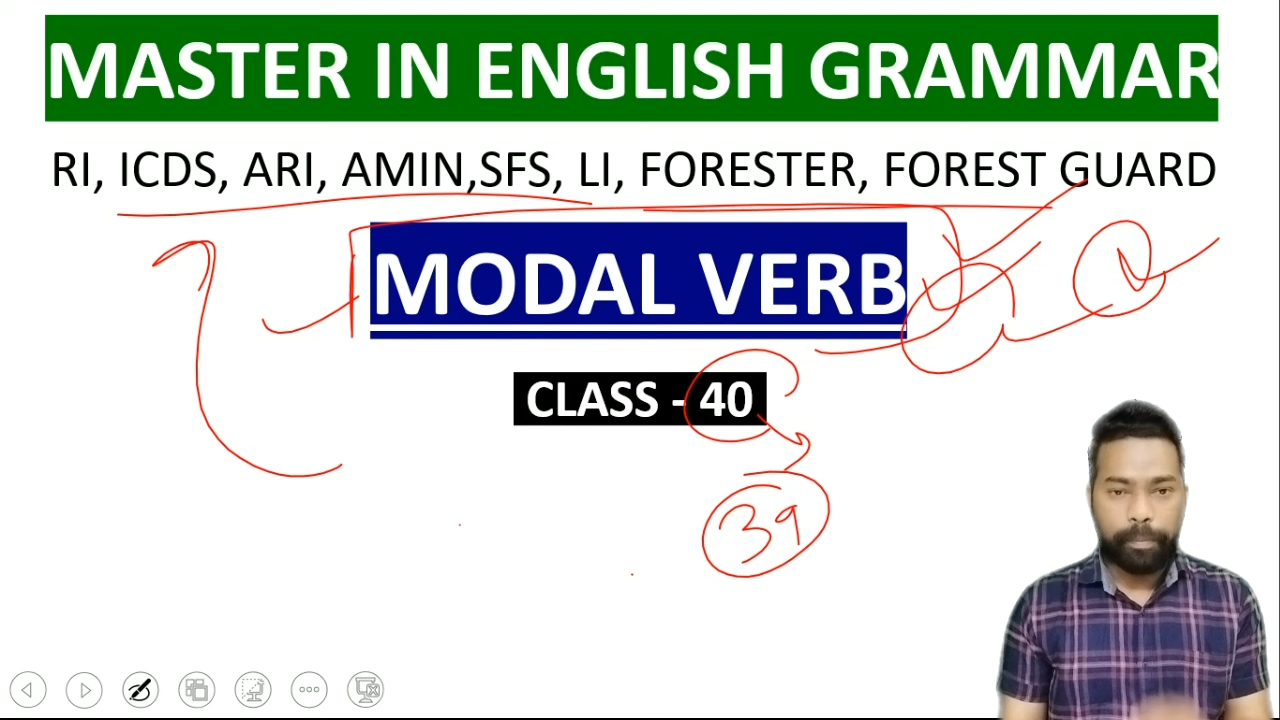 MASTER IN ENGLISH GRAMMAR
RI, ICDS, ARI, AMIN,SFS, LI, FORESTER, FOREST GUARD
MODAL VERB
CLASS - 40
39